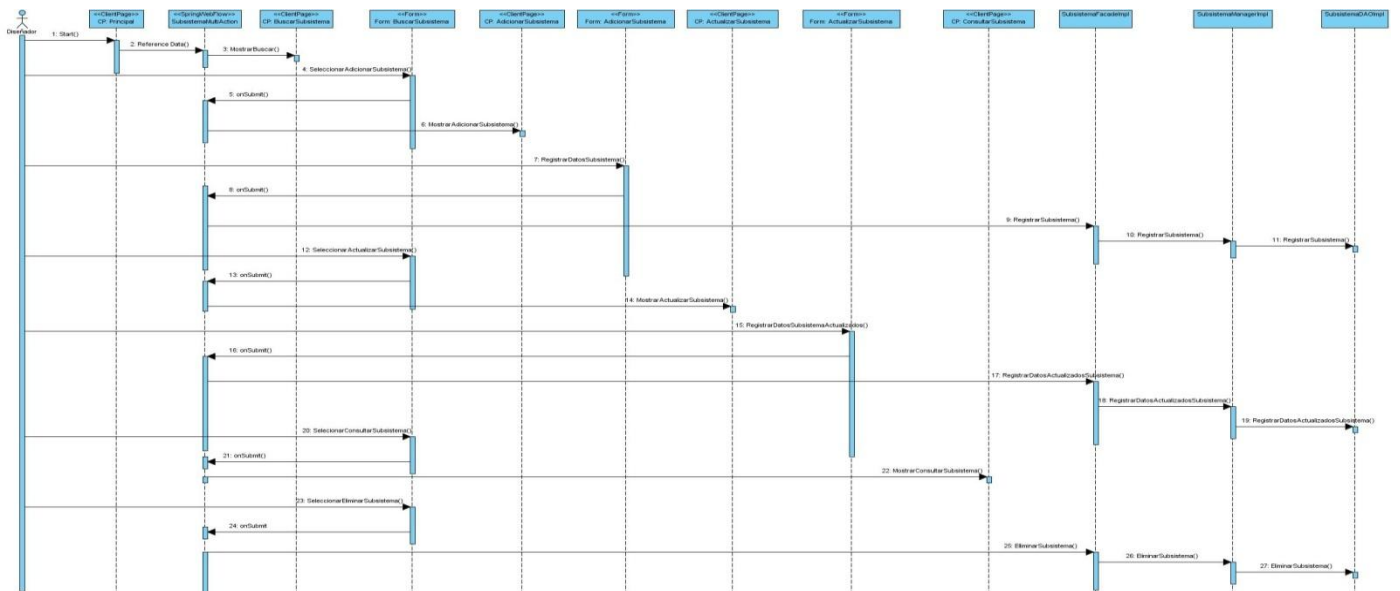 <<ClientPage>>
CP: Principal
<<SpringWebFlow>>
SubsistemaMultiAction
<<ClientPage>>
CP: BuscarSubsistema
<<Form>>
Form: BuscarSubsistema
<<ClientPage>>
CP: AdicionarSubsistema
<<Form>>
Form: AdicionarSubsistema
<<ClientPage>>
CP: ActualizarSubsistema
<<Form>>
Form: ActualizarSubsistema
<<ClientPage>>
CP: ConsultarSubsistema
SubsistemaFacadeImpl
SubsistemaManagerImpl
SubsistemaDAOImpl
Diseñador
1: Start()
2: Reference Data()
3: MostrarBuscar()
4: SeleccionarAdicionarSubsistema()
5: onSubmit()
6: MostrarAdicionarSubsistema()
7: RegistrarDatosSubsistema()
8: onSubmit()
9: RegistrarSubsistema()
10: RegistrarSubsistema()
11: RegistrarSubsistema()
12: SeleccionarActualizarSubsistema()
13: onSubmit()
14: MostrarActualizarSubsistema()
15: RegistrarDatosSubsistemaActualizados()
16: onSubmit()
17: RegistrarDatosActualizadosSubsistema()
18: RegistrarDatosActualizadosSubsistema()
19: RegistrarDatosActualizadosSubsistema()
20: SelecionarConsultarSubsistema()
21: onSubmit()
22: MostrarConsultarSubsistema()
23: SeleccionarEliminarSubsistema()
24: onSubmit
25: EliminarSubsistema()
26: EliminarSubsistema()
27: EliminarSubsistema()